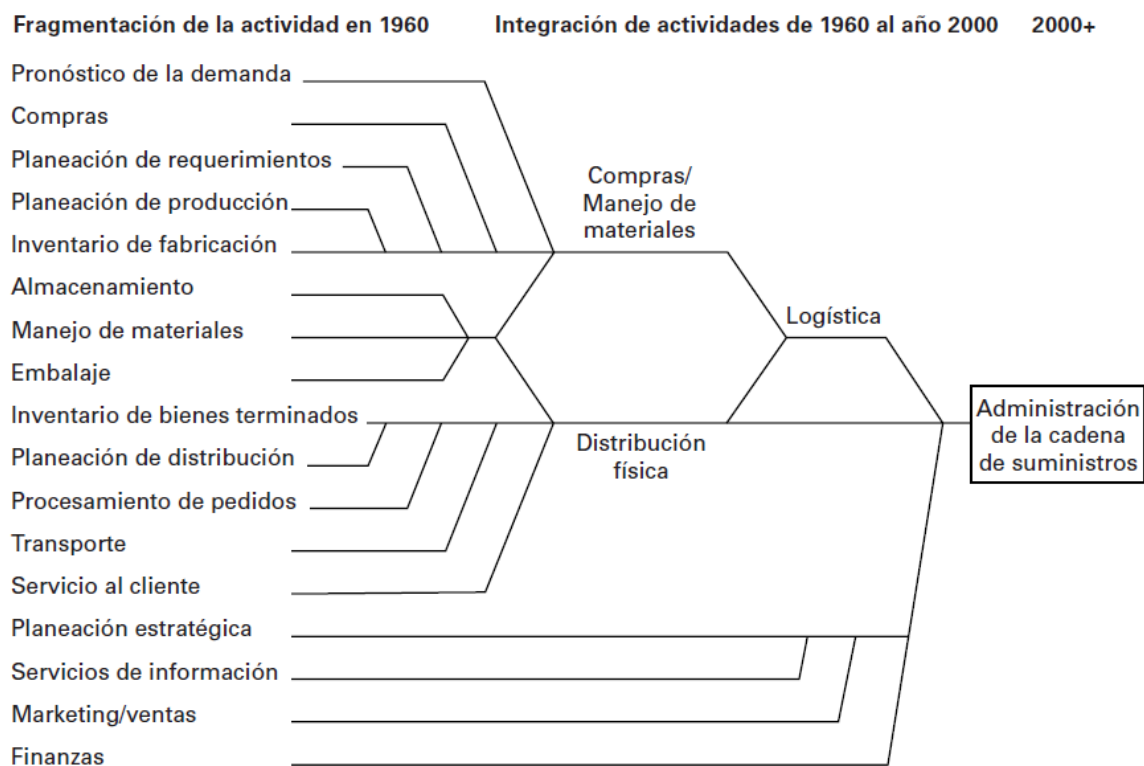 Fragmentación de la actividad en 1960 Integración de actividades de 1960 al año 2000 2000+
Pronóstico de la demanda
Compras
Planeación de requerimientos
Planeación de producción
Inventario de fabricación
Almacenamiento
Manejo de materiales
Embalaje
Inventario de bienes terminados
Planeación de distribución
Procesamiento de pedidos
Transporte
Servicio al cliente
Planeación estratégica
Servicios de información
Marketing/ventas
Finanzas
Compras/
Manejo de
materiales
Distribución
física
Logística
Administración
de la cadena
de suministros